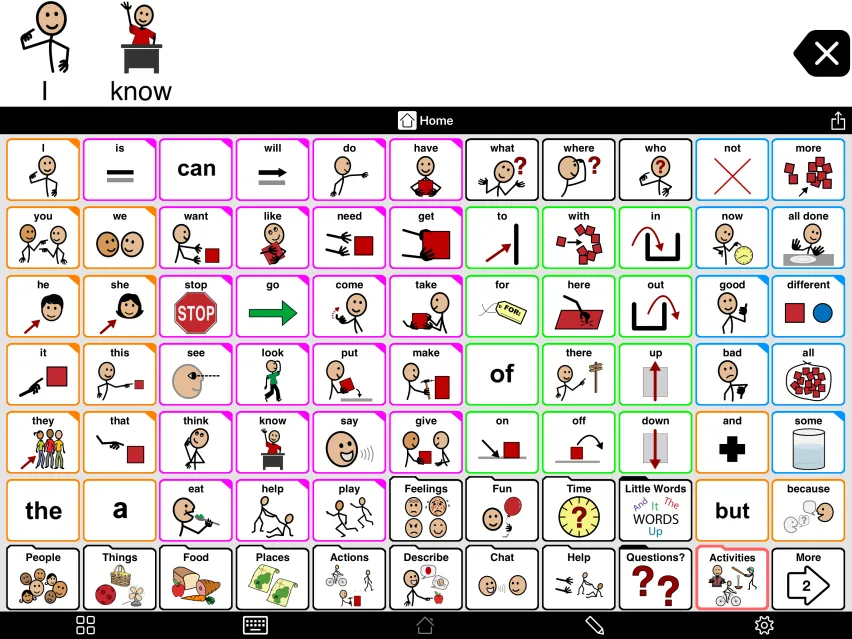 I know
Home
I is can will do have what where who not more
you we want like need get to with in now all done
he she stop go come take for here out good different
STOP FOR:
it this see look put make of there up bad all
they that think know say give on off down and some
the a eat help play Feelings Fun Time Little Words but because
And It The
WORDS
Up
People Things Food Places Actions Describe Chat Help Questions? Activities More
2